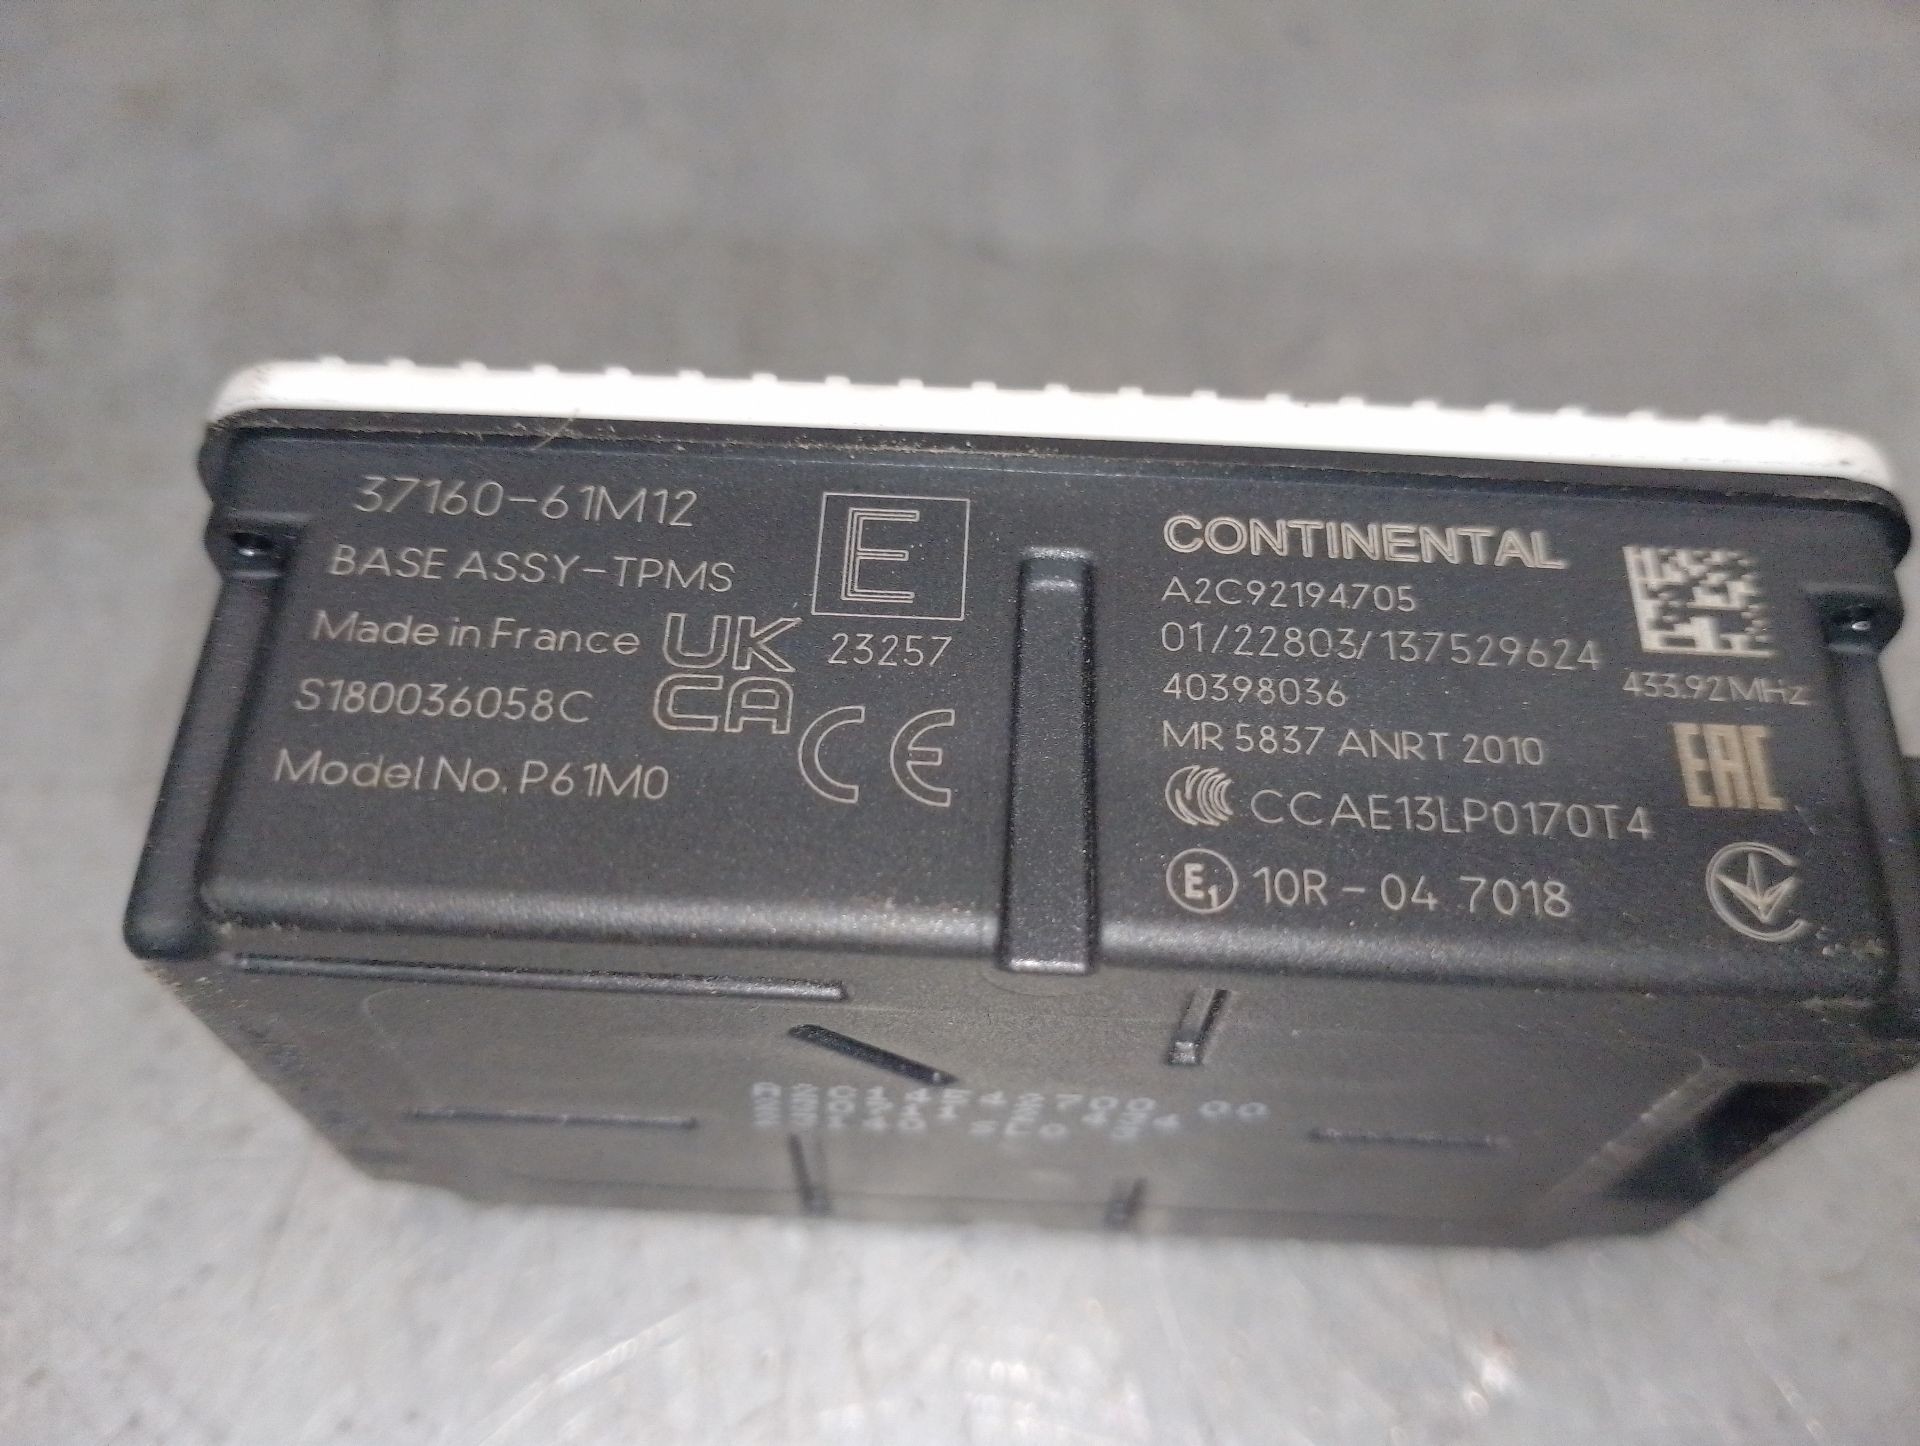 37160-61M12
BASE ASSY-TPMS
Made in France
S180036058C
Model No. P61M0
E
23257
UK
CA
CE
CONTINENTAL
A2C92194705
01/22803/137529624
40398036
433.92MHz
MR 5837 ANRT 2010
EAC
CCAE13LP0170T4
E1 10R-04 7018